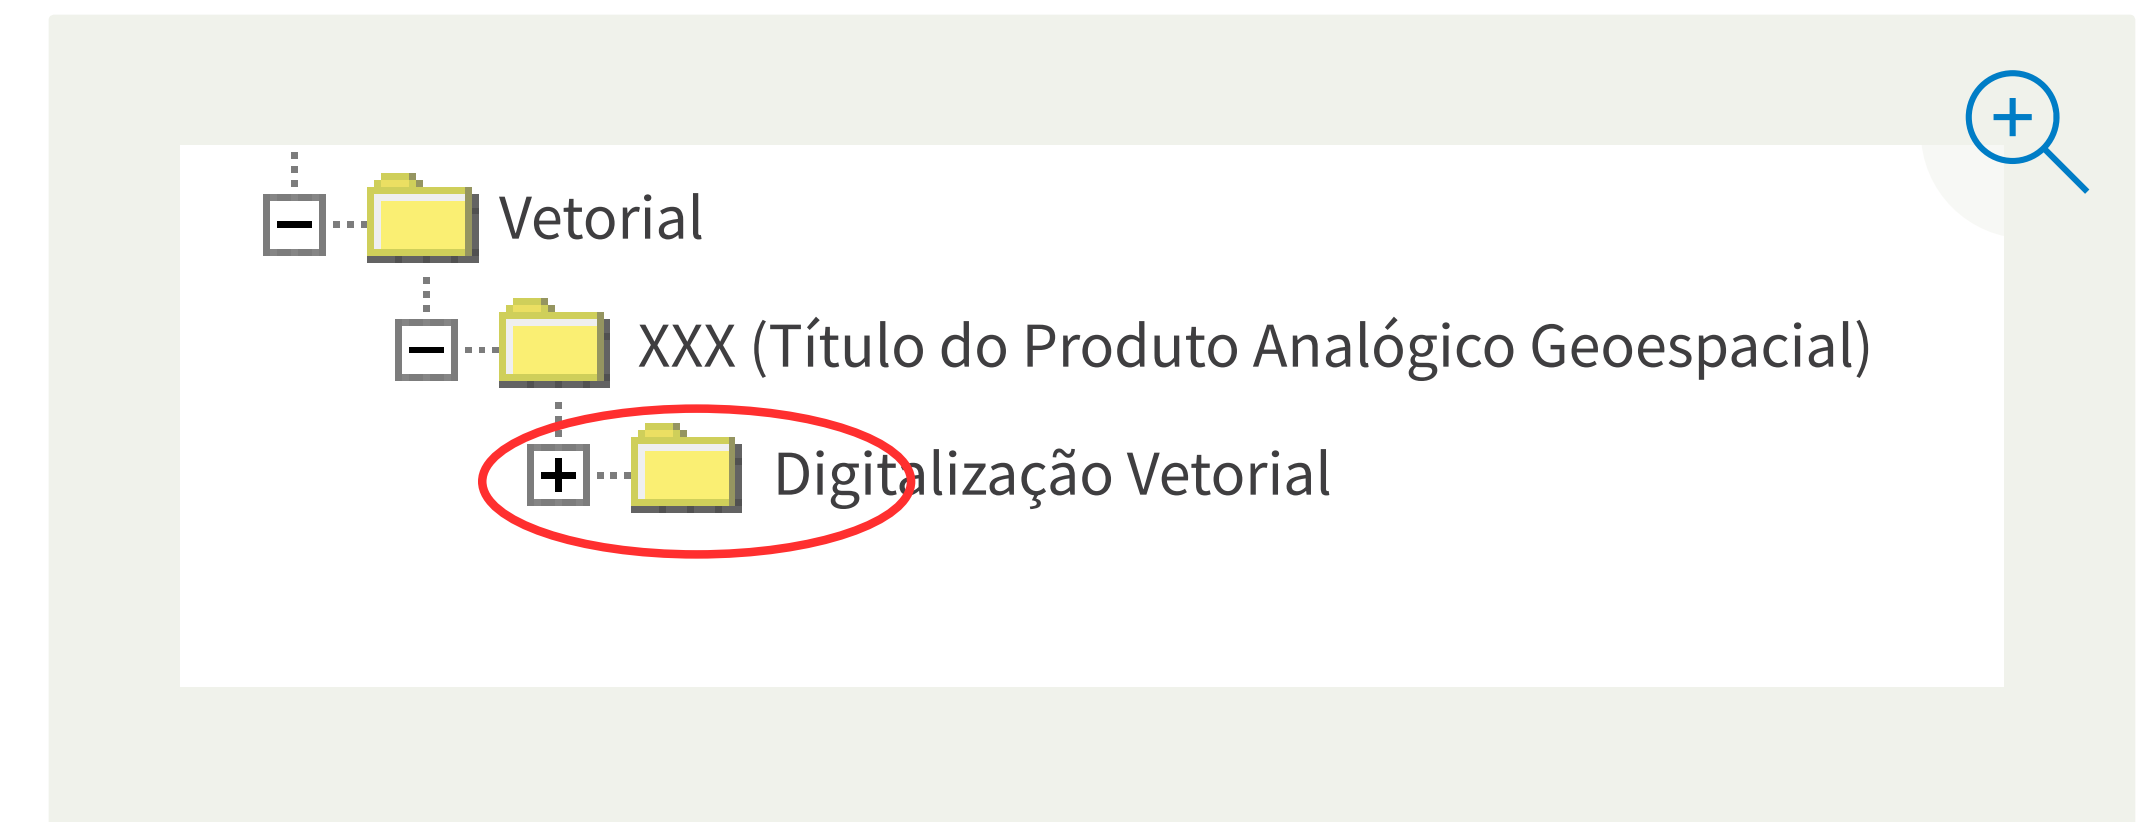 Vetorial
XXX (Título do Produto Analógico Geoespacial)
Digitalização Vetorial